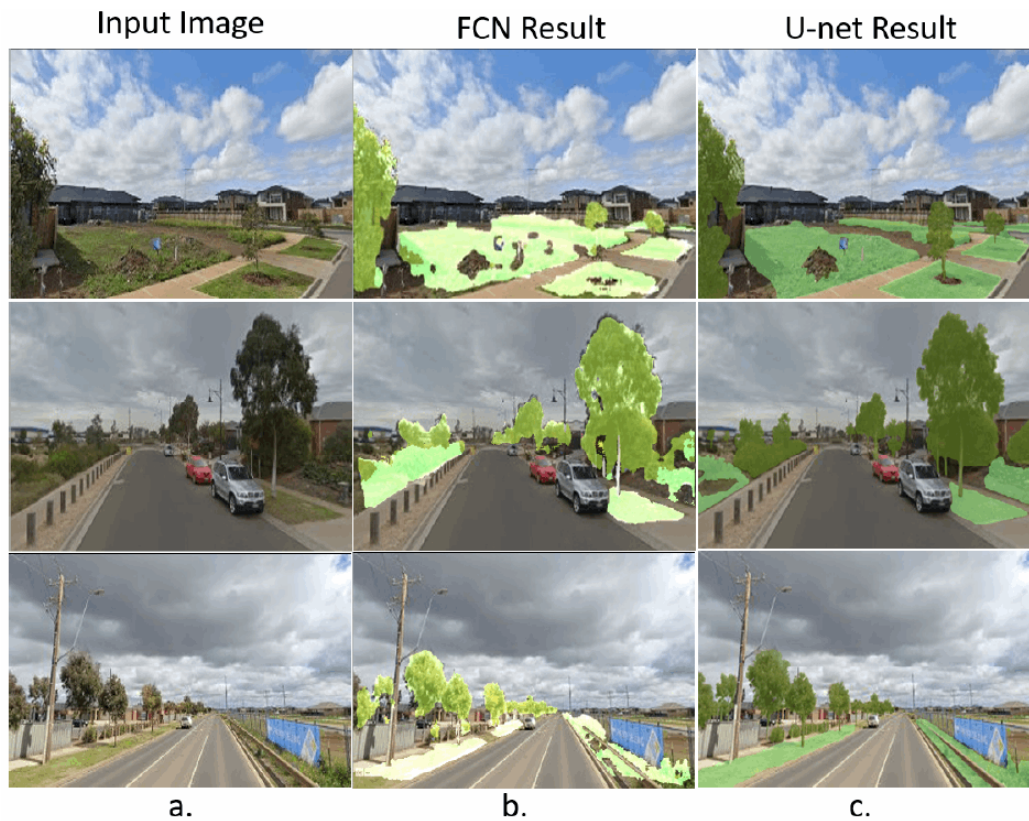 Input Image
FCN Result
U-net Result
a.
b.
c.